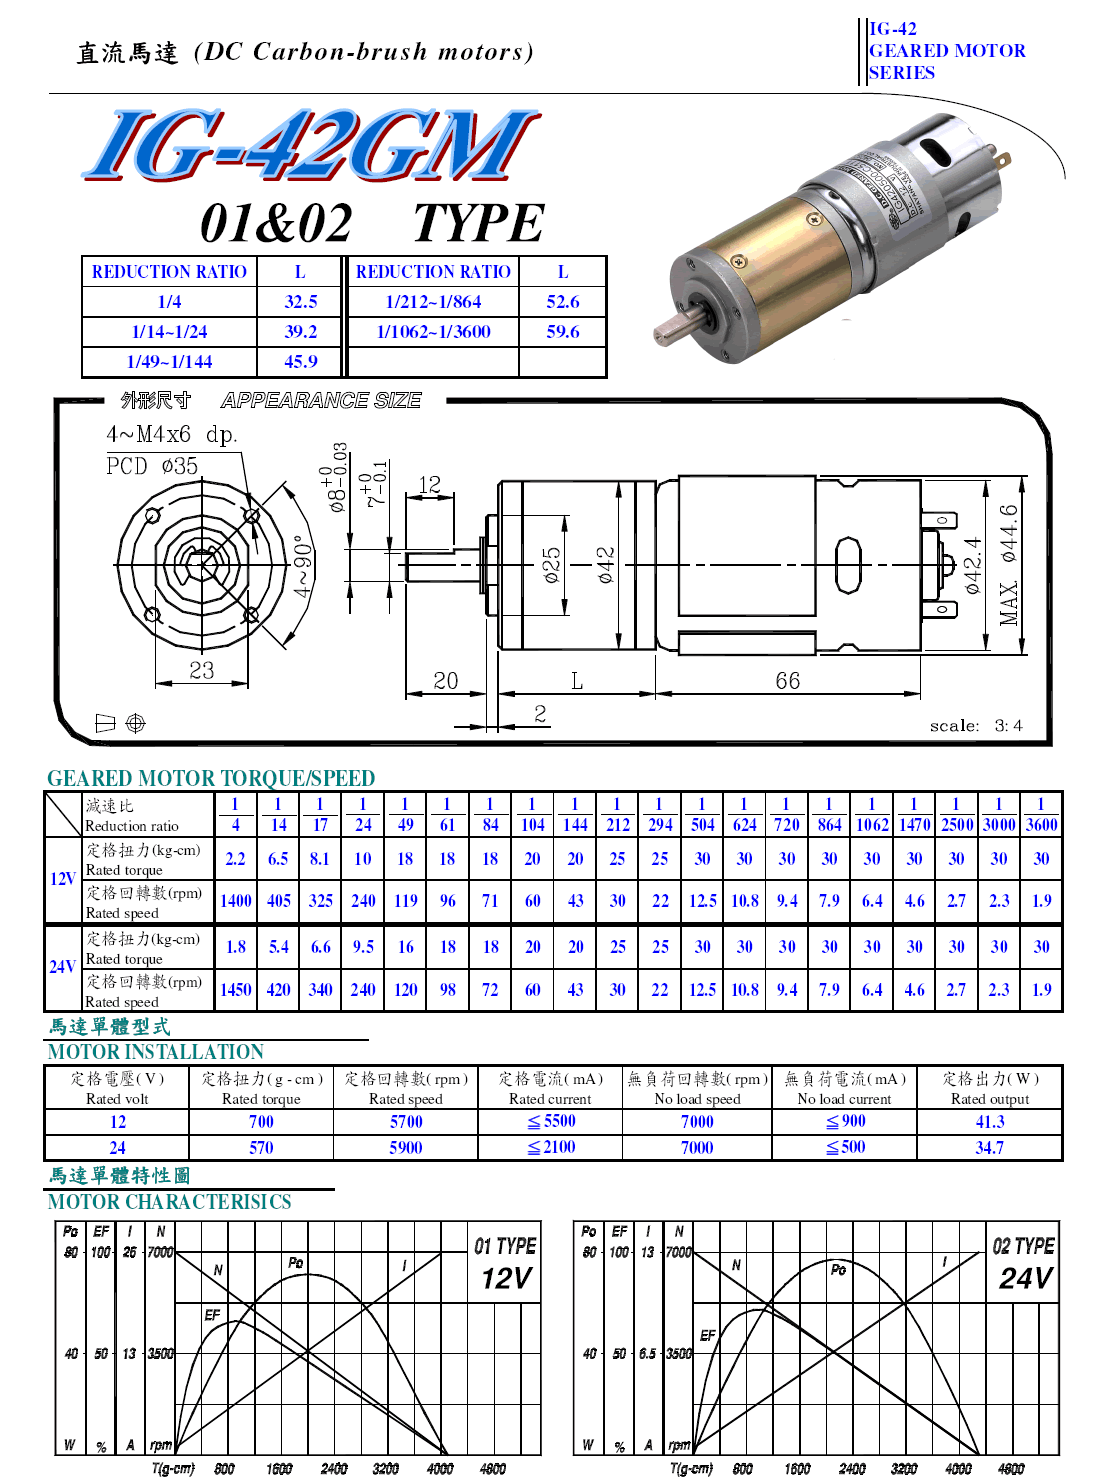 直流馬達 (DC Carbon-brush motors)
IG-42
GEARED MOTOR
SERIES
IG-42GM
01&02 TYPE
REDUCTION RATIO L REDUCTION RATIO L
1/4 32.5 1/212~1/864 52.6
1/14~1/24 39.2 1/1062~1/3600 59.6
1/49~1/144 45.9
外形尺寸 APPEARANCE SIZE
4~M4x6 dp.
PCD ø35
4~90°
23
ø8 +0 -0.03
7 +0 -0.1
12
ø25
ø42
ø42.4
MAX. ø44.6
20 L 66
2
scale: 3:4
GEARED MOTOR TORQUE/SPEED
減速比 1 1 1 1 1 1 1 1 1 1 1 1 1 1 1 1 1 1 1 1
Reduction ratio 4 14 17 24 49 61 84 104 144 212 294 504 624 720 864 1062 1470 2500 3000 3600
12V
定格扭力(kg-cm)
Rated torque 2.2 6.5 8.1 10 18 18 18 20 20 25 25 30 30 30 30 30 30 30 30 30
定格回轉數(rpm)
Rated speed 1400 405 325 240 119 96 71 60 43 30 22 12.5 10.8 9.4 7.9 6.4 4.6 2.7 2.3 1.9
24V
定格扭力(kg-cm)
Rated torque 1.8 5.4 6.6 9.5 16 18 18 20 20 25 25 30 30 30 30 30 30 30 30 30
定格回轉數(rpm)
Rated speed 1450 420 340 240 120 98 72 60 43 30 22 12.5 10.8 9.4 7.9 6.4 4.6 2.7 2.3 1.9
馬達單體型式
MOTOR INSTALLATION
定格電壓(V) 定格扭力(g-cm) 定格回轉數(rpm) 定格電流(mA) 無負荷回轉數(rpm) 無負荷電流(mA) 定格出力(W)
Rated volt Rated torque Rated speed Rated current No load speed No load current Rated output
12 700 5700 ≦5500 7000 ≦900 41.3
24 570 5900 ≦2100 7000 ≦500 34.7
馬達單體特性圖
MOTOR CHARACTERISICS
Po EF I N
80 100 26 7000
40 50 13 3500
W % A rpm
N Po I EF
01 TYPE
12V
T(g-cm) 800 1600 2400 3200 4000 4800
Po EF I N
80 100 13 7000
40 50 6.5 3500
W % A rpm
N Po I EF
02 TYPE
24V
T(g-cm) 800 1600 2400 3200 4000 4800